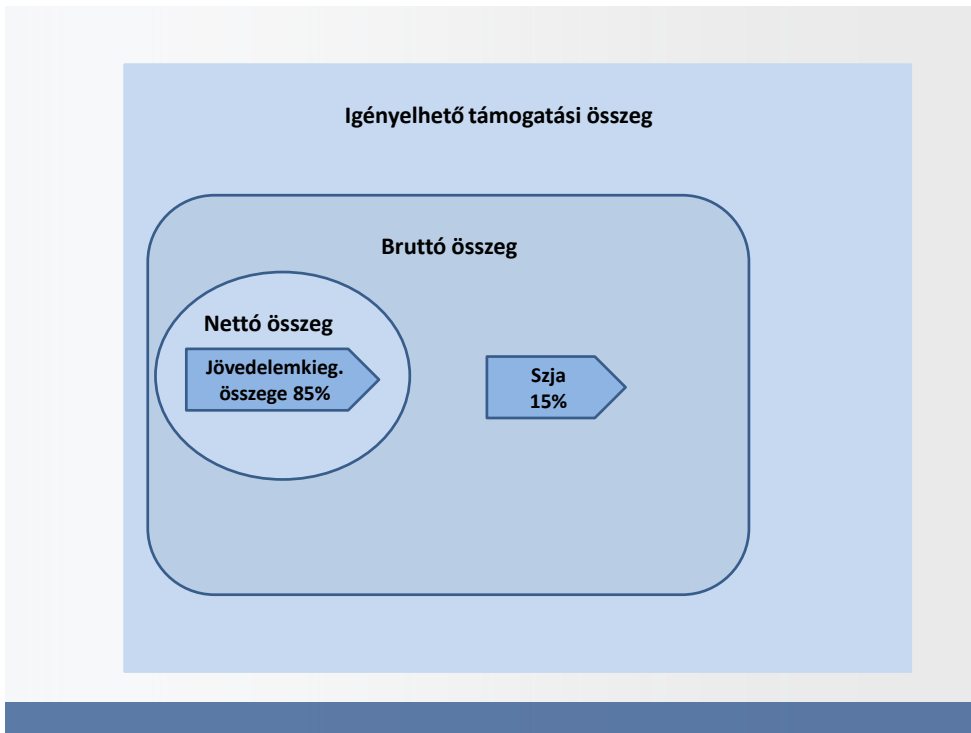 Igényelhető támogatási összeg
Bruttó összeg
Nettó összeg
Jövedelemkieg.
összege 85%
Szja
15%